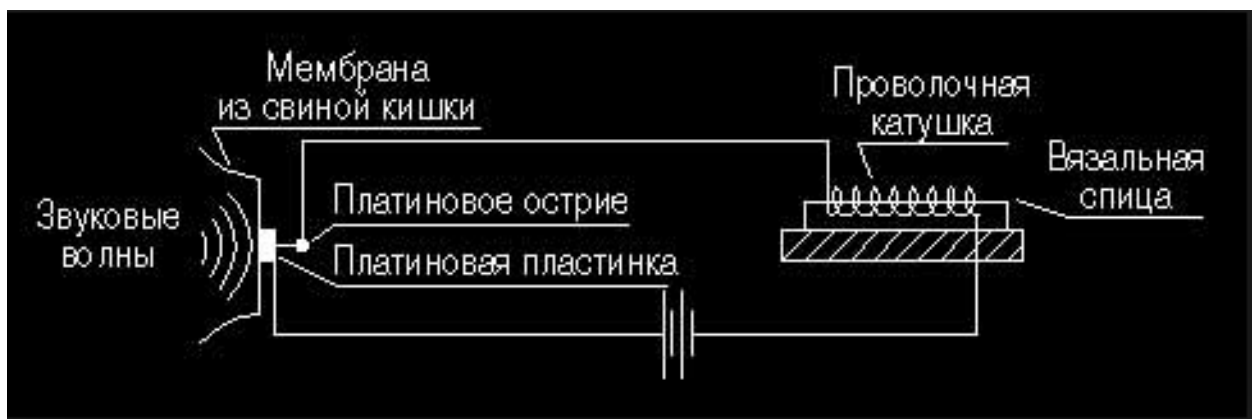 Мембрана
из свиной кишки
Проволочная
катушка
Вязальная
спица
Звуковые
волны
Платиновое острие
Платиновая пластинка